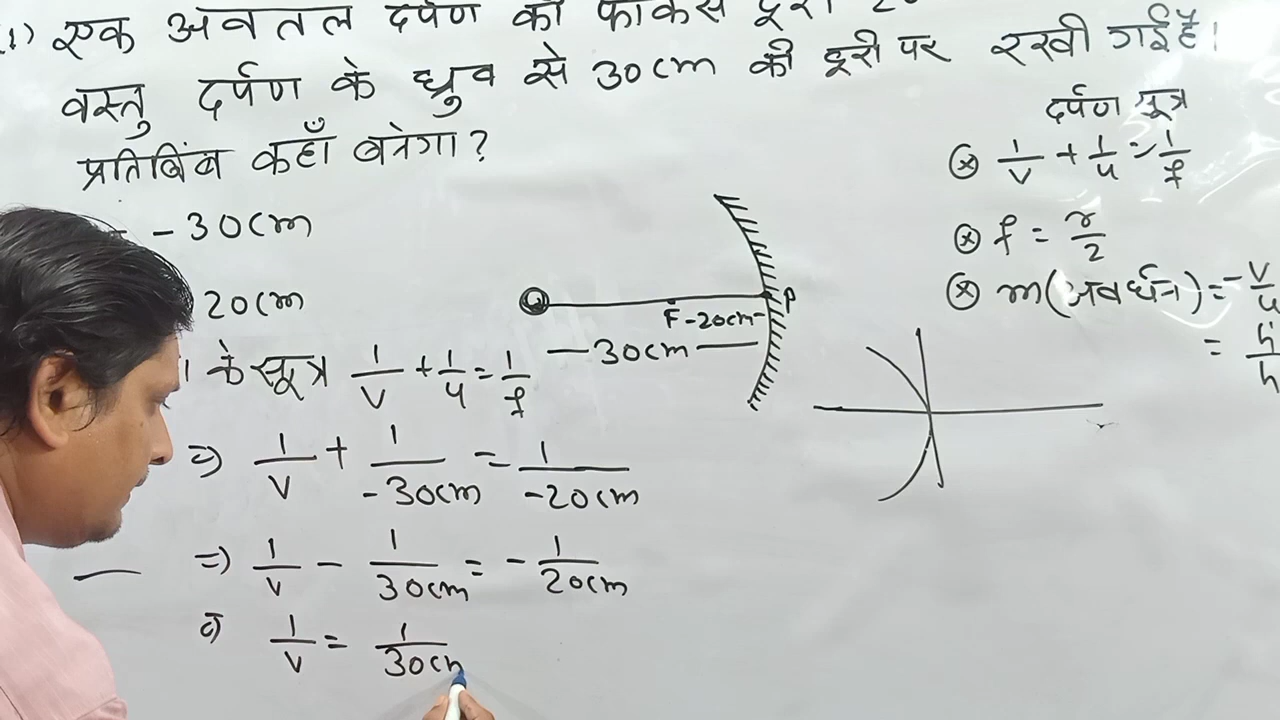 (1) एक अवतल दर्पण की फोकस दूरी 20
वस्तु दर्पण के ध्रुव से 30cm की दूरी पर रखी गई है।
प्रतिबिंब कहाँ बनेगा?
- 30cm
20cm
के सूत्र 1/v + 1/u = 1/f
=) 1/v + 1/-30cm = 1/-20cm
=) 1/v - 1/30cm = - 1/20cm
=) 1/v = 1/30cm
F -20cm- P
30cm
दर्पण सूत्र
⊗ 1/v + 1/u = 1/f
⊗ f = r/2
⊗ m(आवर्धन) = -v/u
= h'/h